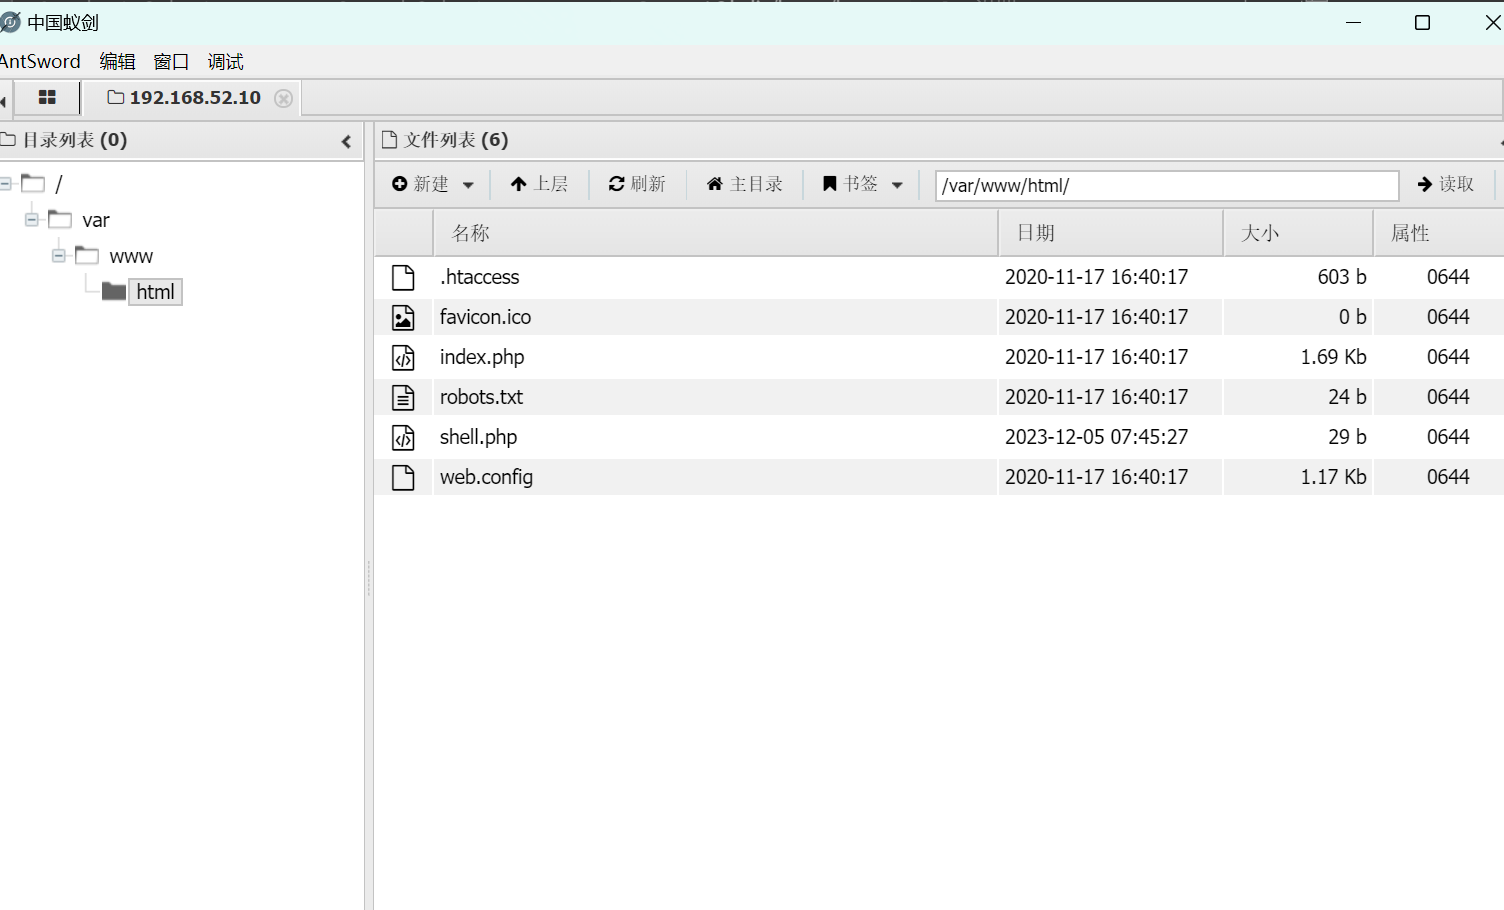 中国蚁剑
AntSword 编辑 窗口 调试
192.168.52.10
目录列表 (0)
/
var
www
html
文件列表 (6)
新建 上层 刷新 主目录 书签 /var/www/html/ 读取
名称 日期 大小 属性
.htaccess 2020-11-17 16:40:17 603 b 0644
favicon.ico 2020-11-17 16:40:17 0 b 0644
index.php 2020-11-17 16:40:17 1.69 Kb 0644
robots.txt 2020-11-17 16:40:17 24 b 0644
shell.php 2023-12-05 07:45:27 29 b 0644
web.config 2020-11-17 16:40:17 1.17 Kb 0644